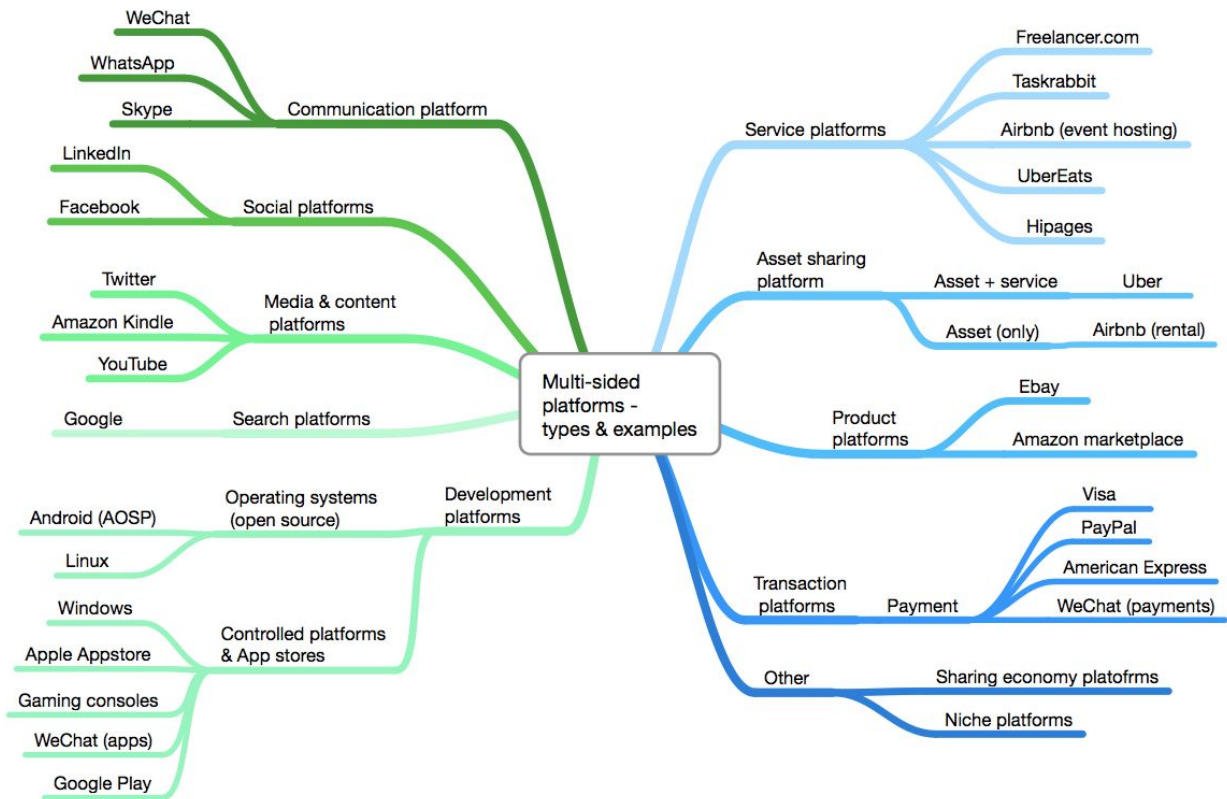 WeChat
WhatsApp
Skype
Communication platform
LinkedIn
Facebook
Social platforms
Twitter
Amazon Kindle
YouTube
Media & content
platforms
Google
Search platforms
Android (AOSP)
Linux
Operating systems
(open source)
Development
platforms
Windows
Apple Appstore
Gaming consoles
WeChat (apps)
Google Play
Controlled platforms
& App stores
Multi-sided
platforms -
types & examples
Service platforms
Freelancer.com
Taskrabbit
Airbnb (event hosting)
UberEats
Hipages
Asset sharing
platform
Asset + service
Uber
Asset (only)
Airbnb (rental)
Product
platforms
Ebay
Amazon marketplace
Transaction
platforms
Payment
Visa
PayPal
American Express
WeChat (payments)
Other
Sharing economy platofrms
Niche platforms